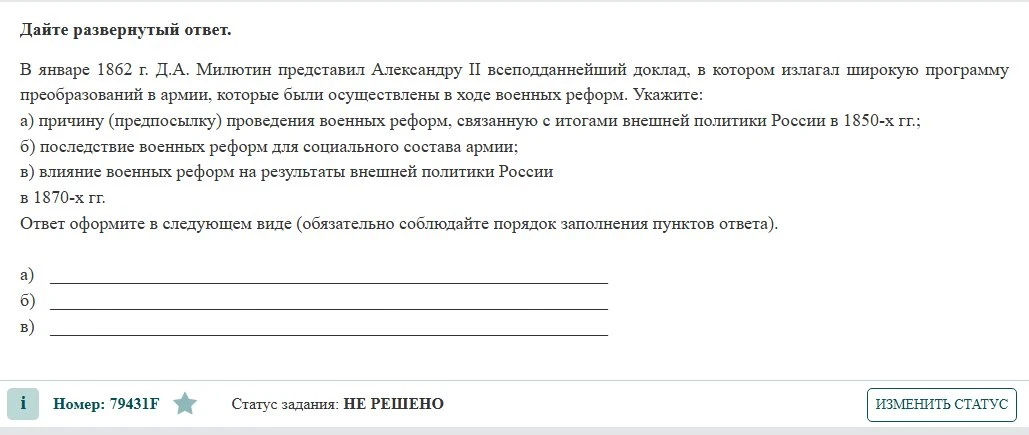 Дайте развернутый ответ.
В январе 1862 г. Д.А. Милютин представил Александру II всеподданнейший доклад, в котором излагал широкую программу
преобразований в армии, которые были осуществлены в ходе военных реформ. Укажите:
а) причину (предпосылку) проведения военных реформ, связанную с итогами внешней политики России в 1850-х гг.;
б) последствие военных реформ для социального состава армии;
в) влияние военных реформ на результаты внешней политики России
в 1870-х гг.
Ответ оформите в следующем виде (обязательно соблюдайте порядок заполнения пунктов ответа).
а)
б)
в)
i Номер: 79431F Статус задания: НЕ РЕШЕНО ИЗМЕНИТЬ СТАТУС